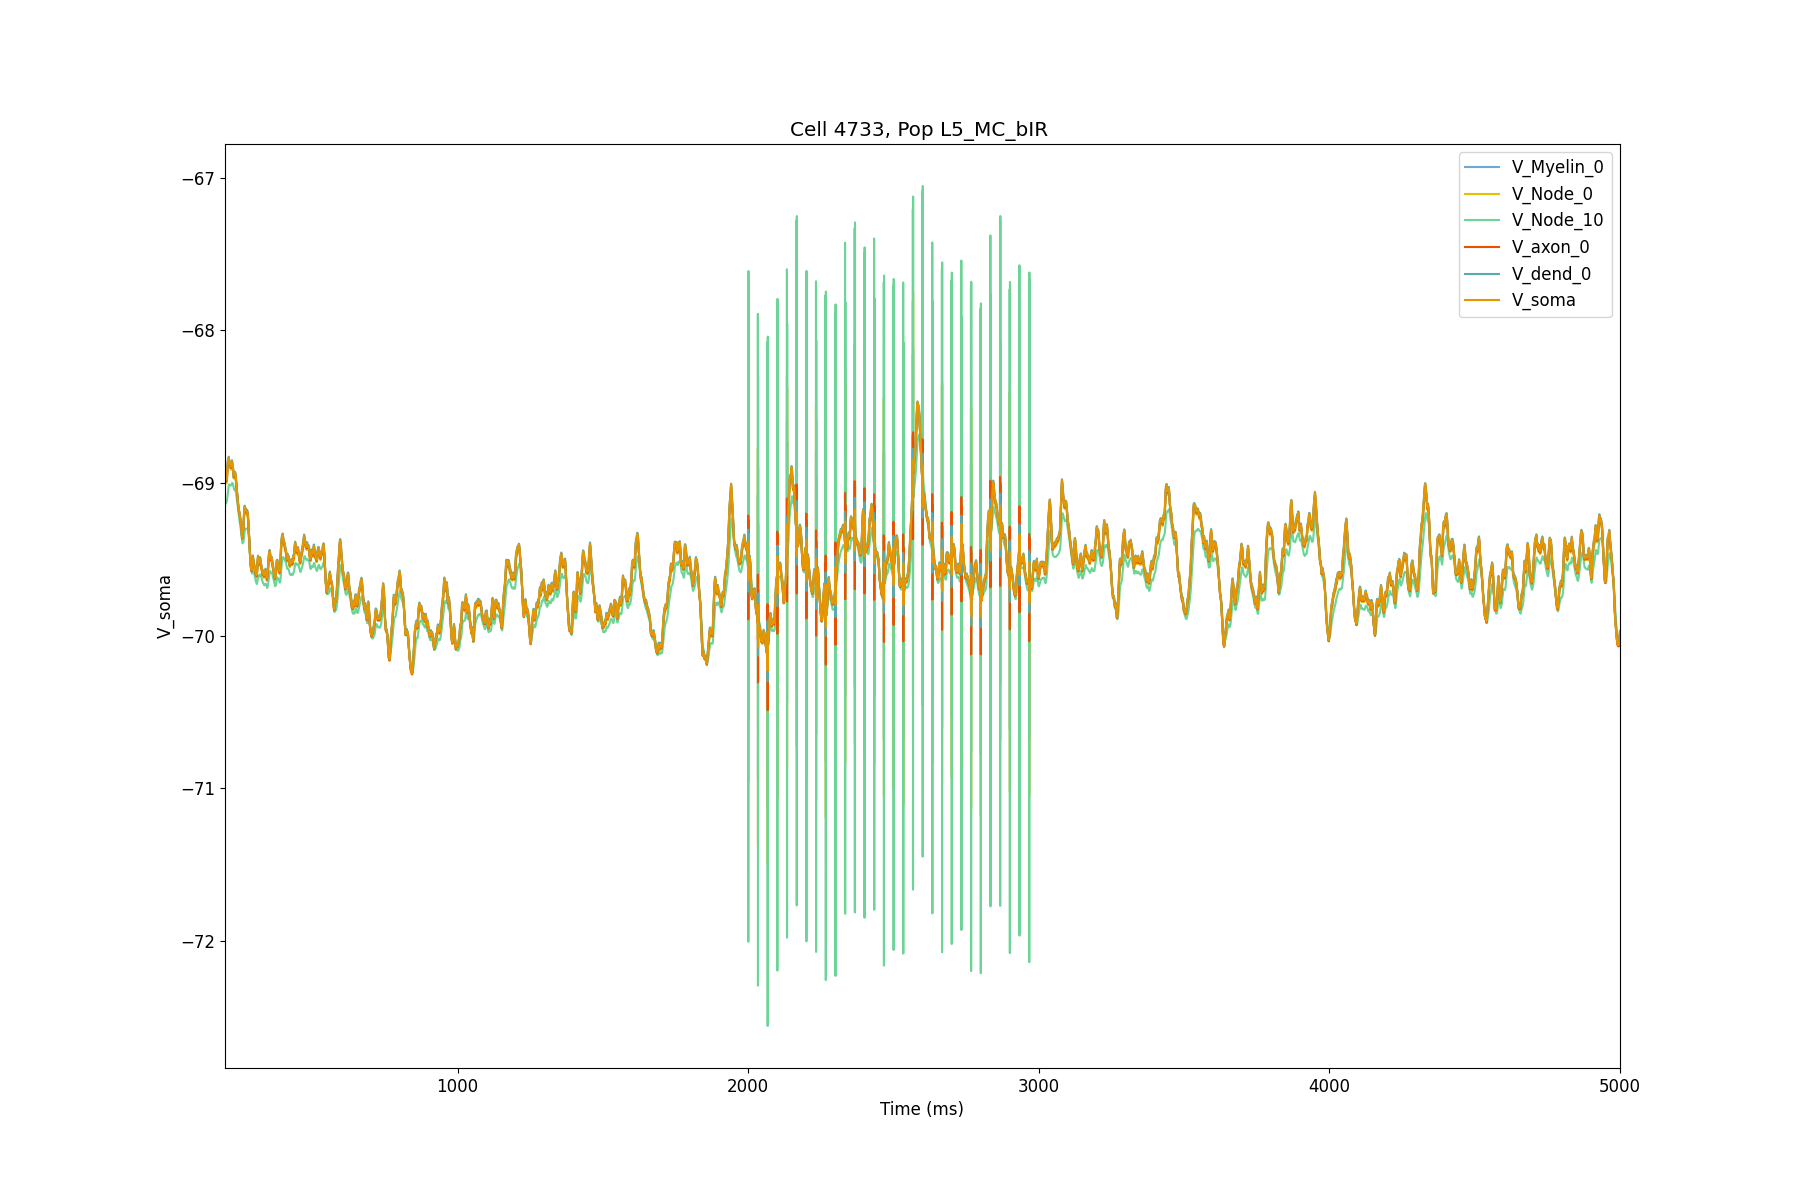 Cell 4733, Pop L5_MC_bIR
V_Myelin_0
V_Node_0
V_Node_10
V_axon_0
V_dend_0
V_soma
−67
−68
−69
−70
−71
−72
V_soma
1000
2000
3000
4000
5000
Time (ms)